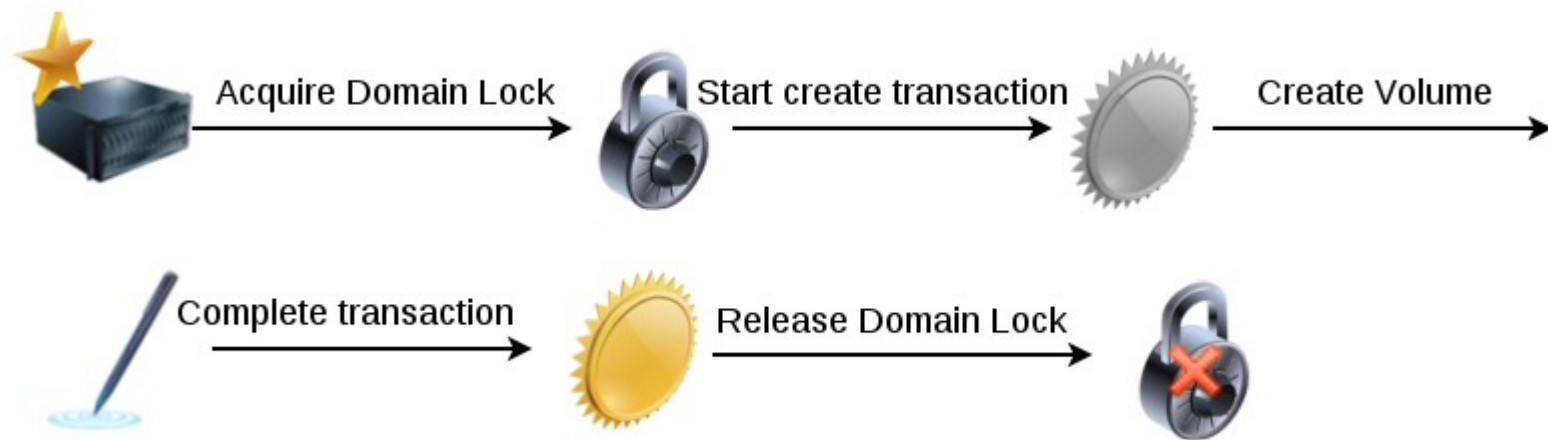 Acquire Domain Lock
Start create transaction
Create Volume
Complete transaction
Release Domain Lock